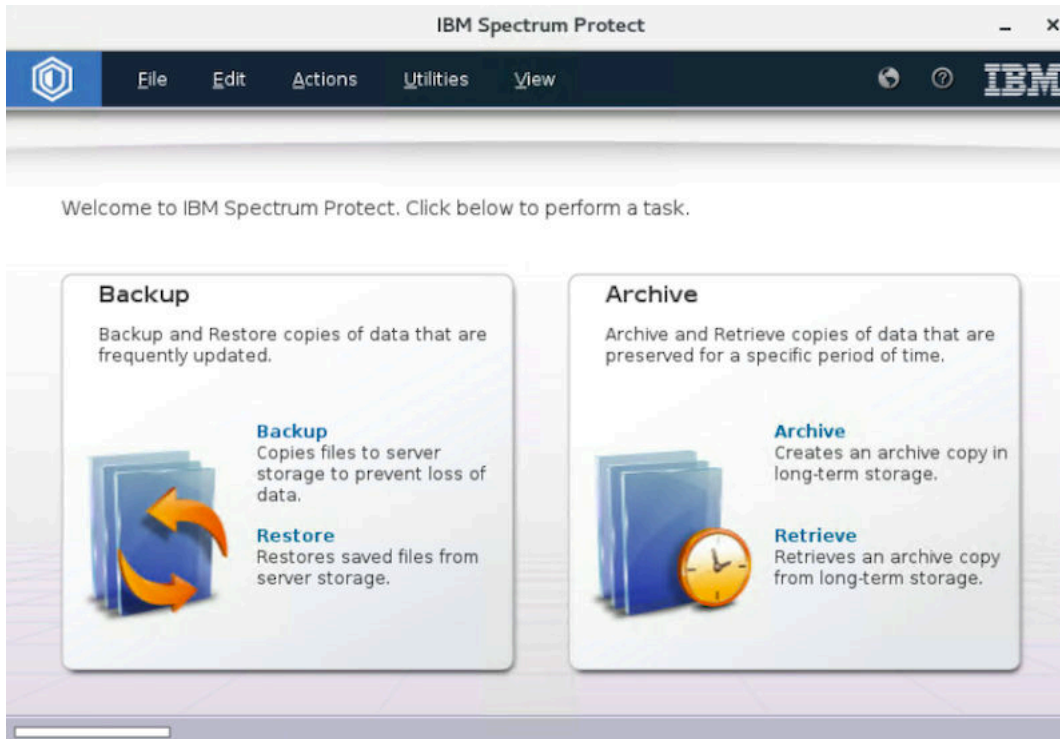 IBM Spectrum Protect
File Edit Actions Utilities View
IBM
Welcome to IBM Spectrum Protect. Click below to perform a task.
Backup
Backup and Restore copies of data that are
frequently updated.
Backup
Copies files to server
storage to prevent loss of
data.
Restore
Restores saved files from
server storage.
Archive
Archive and Retrieve copies of data that are
preserved for a specific period of time.
Archive
Creates an archive copy in
long-term storage.
Retrieve
Retrieves an archive copy
from long-term storage.